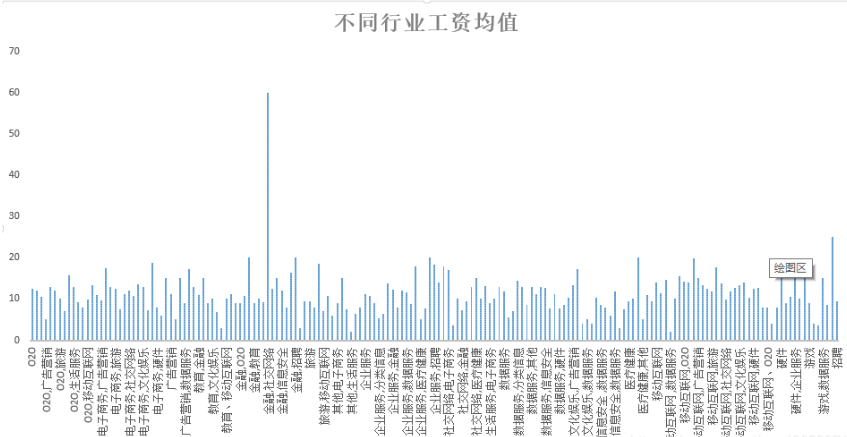 不同行业工资均值
70
60
50
40
30
20
10
0
绘图区
O2O
O2O,广告营销
O2O,旅游
O2O,生活服务
O2O,移动互联网
电子商务,广告营销
电子商务,旅游
电子商务,社交网络
电子商务,文化娱乐
电子商务,硬件
广告营销
广告营销,数据服务
教育,金融
教育,文化娱乐
教育、移动互联网
金融,O2O
金融,教育
金融,社交网络
金融,信息安全
金融,招聘
旅游
旅游,移动互联网
其他,电子商务
其他,生活服务
企业服务
企业服务,分类信息
企业服务,金融
企业服务,数据服务
企业服务,医疗健康
企业服务,招聘
社交网络,电子商务
社交网络,金融
社交网络,医疗健康
生活服务,电子商务
数据服务
数据服务,分类信息
数据服务,其他
数据服务,信息安全
数据服务,硬件
文化娱乐,广告营销
文化娱乐,数据服务
信息安全,数据服务
信息安全,数据服务
医疗健康
医疗健康,其他
移动互联网
移动互联网,数据服务
移动互联网,O2O
移动互联网,广告营销
移动互联网,旅游
移动互联网,社交网络
移动互联网,文化娱乐
移动互联网,硬件
移动互联网、O2O
硬件
硬件,企业服务
游戏
游戏,数据服务
招聘